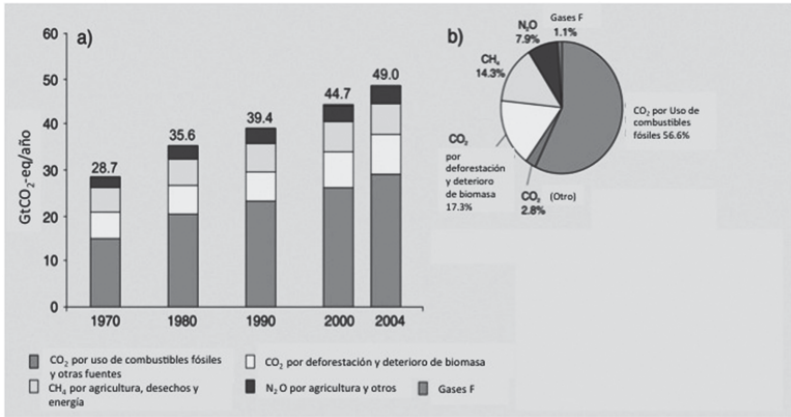 a)
GtCO₂-eq/año
60
50
40
30
20
10
0
28.7
35.6
39.4
44.7
49.0
1970
1980
1990
2000
2004
b)
Gases F
1.1%
N₂O
7.9%
CH₄
14.3%
CO₂ por Uso de
combustibles
fósiles 56.6%
CO₂
por
deforestación
y deterioro
de biomasa
17.3%
CO₂ (Otro)
2.8%
CO₂ por uso de combustibles fósiles
y otras fuentes
CO₂ por deforestación y deterioro de biomasa
CH₄ por agricultura, desechos y
energía
N₂O por agricultura y otros
Gases F